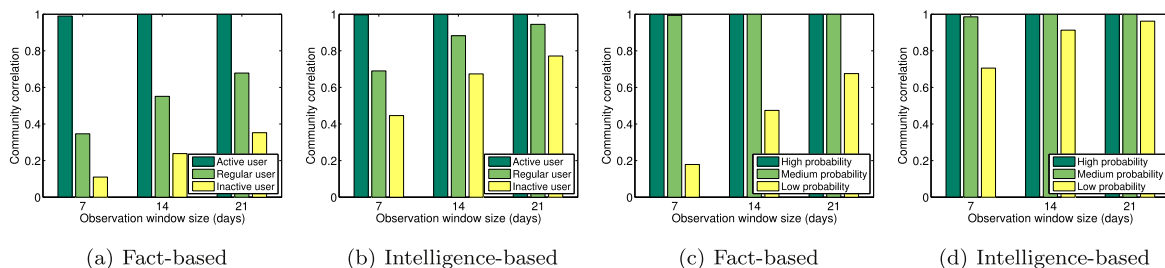 1
0.8
0.6
0.4
0.2
0
Community correlation
7 14 21
Observation window size (days)
Active user
Regular user
Inactive user
(a) Fact-based
1
0.8
0.6
0.4
0.2
0
Community correlation
7 14 21
Observation window size (days)
Active user
Regular user
Inactive user
(b) Intelligence-based
1
0.8
0.6
0.4
0.2
0
Community correlation
7 14 21
Observation window size (days)
High probability
Medium probability
Low probability
(c) Fact-based
1
0.8
0.6
0.4
0.2
0
Community correlation
7 14 21
Observation window size (days)
High probability
Medium probability
Low probability
(d) Intelligence-based